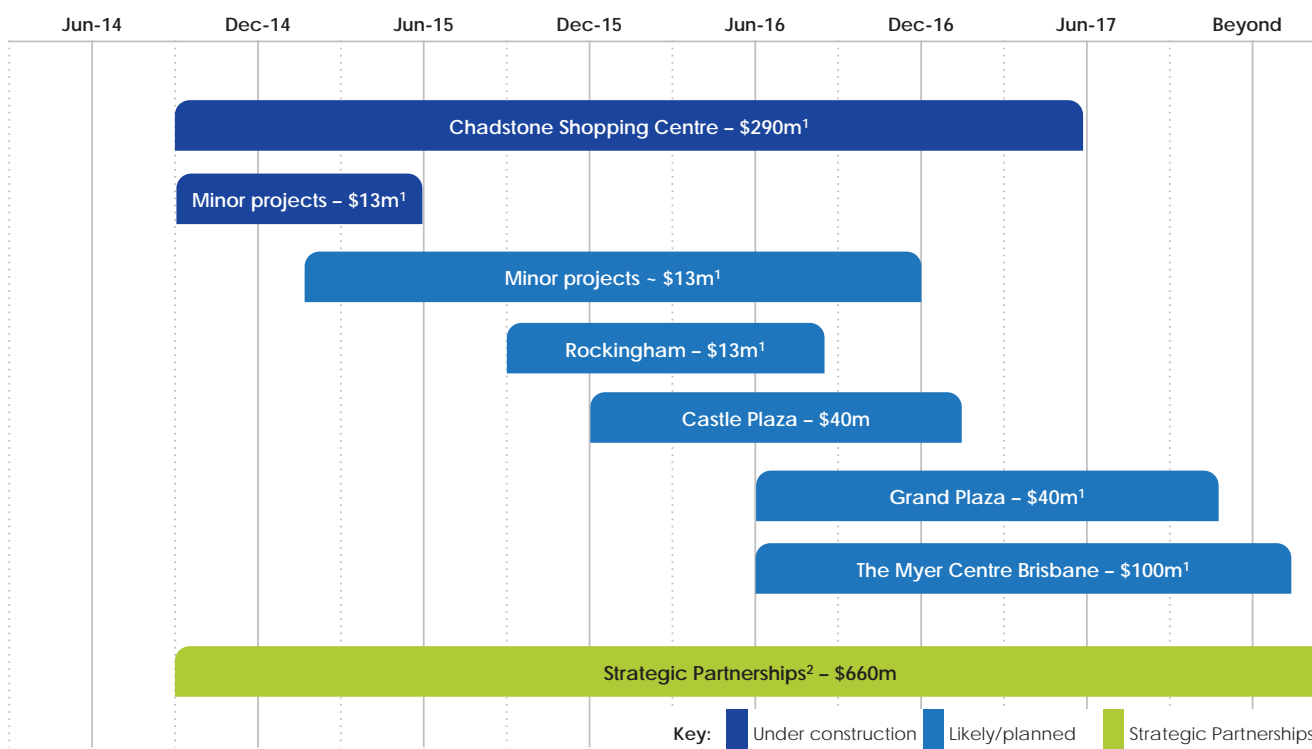 Jun-14 Dec-14 Jun-15 Dec-15 Jun-16 Dec-16 Jun-17 Beyond
Chadstone Shopping Centre – $290m¹
Minor projects – $13m¹
Minor projects ~ $13m¹
Rockingham – $13m¹
Castle Plaza – $40m
Grand Plaza – $40m¹
The Myer Centre Brisbane – $100m¹
Strategic Partnerships² – $660m
Key: Under construction Likely/planned Strategic Partnerships